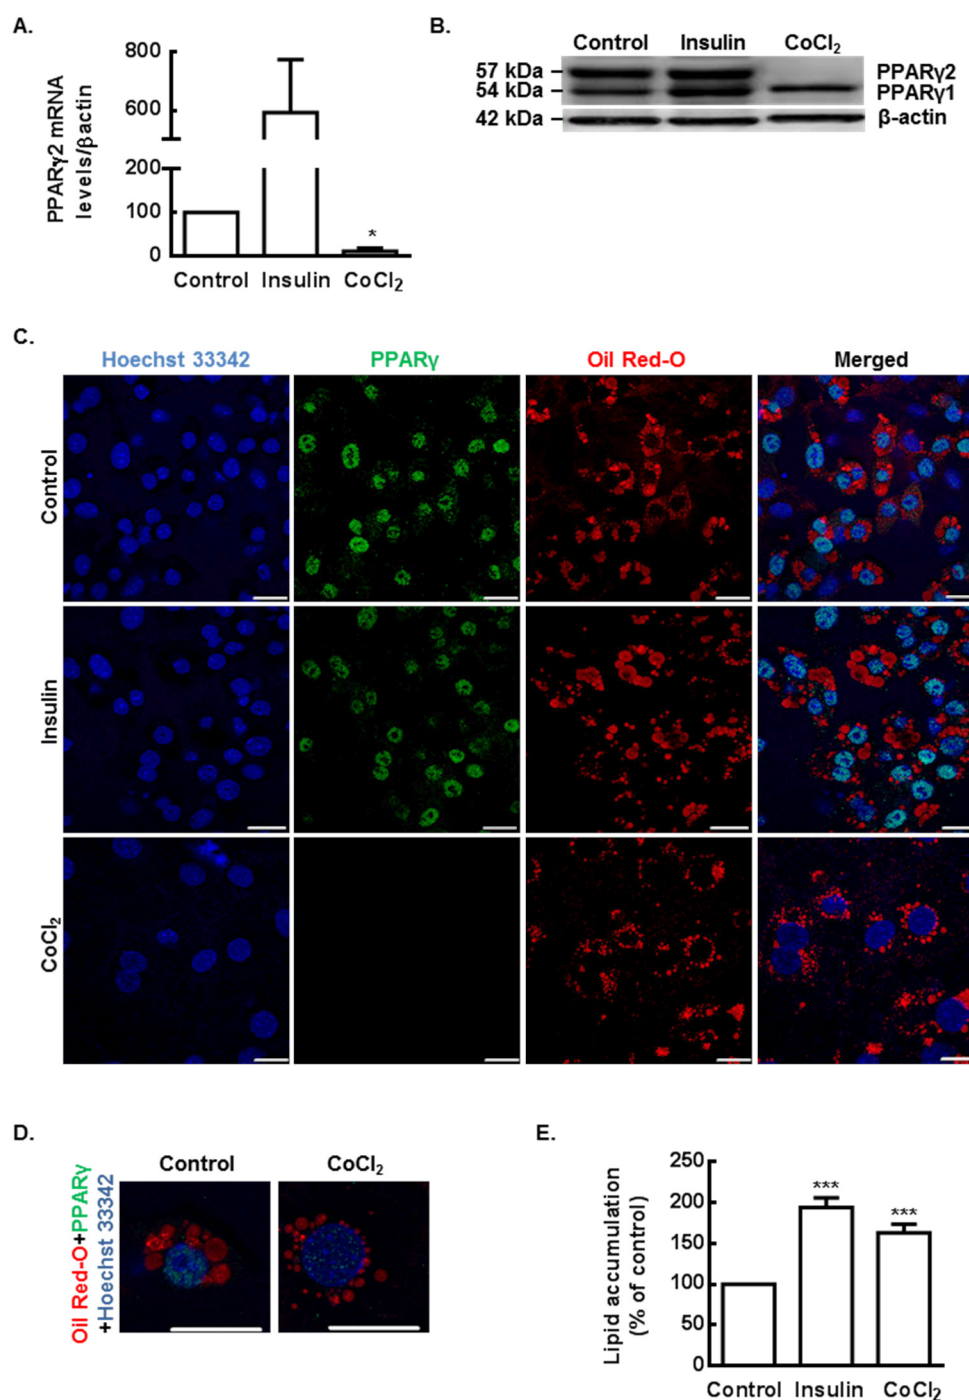 A.
PPARγ2 mRNA
levels/βactin
800
600
200
100
0
*
Control Insulin CoCl₂
B.
Control Insulin CoCl₂
57 kDa PPARγ2
54 kDa PPARγ1
42 kDa β-actin
C.
Hoechst 33342 PPARγ Oil Red-O Merged
Control
Insulin
CoCl₂
D.
Control CoCl₂
Oil Red-O+PPARγ
+Hoechst 33342
E.
Lipid accumulation
(% of control)
250
200
150
100
50
0
***
***
Control Insulin CoCl₂